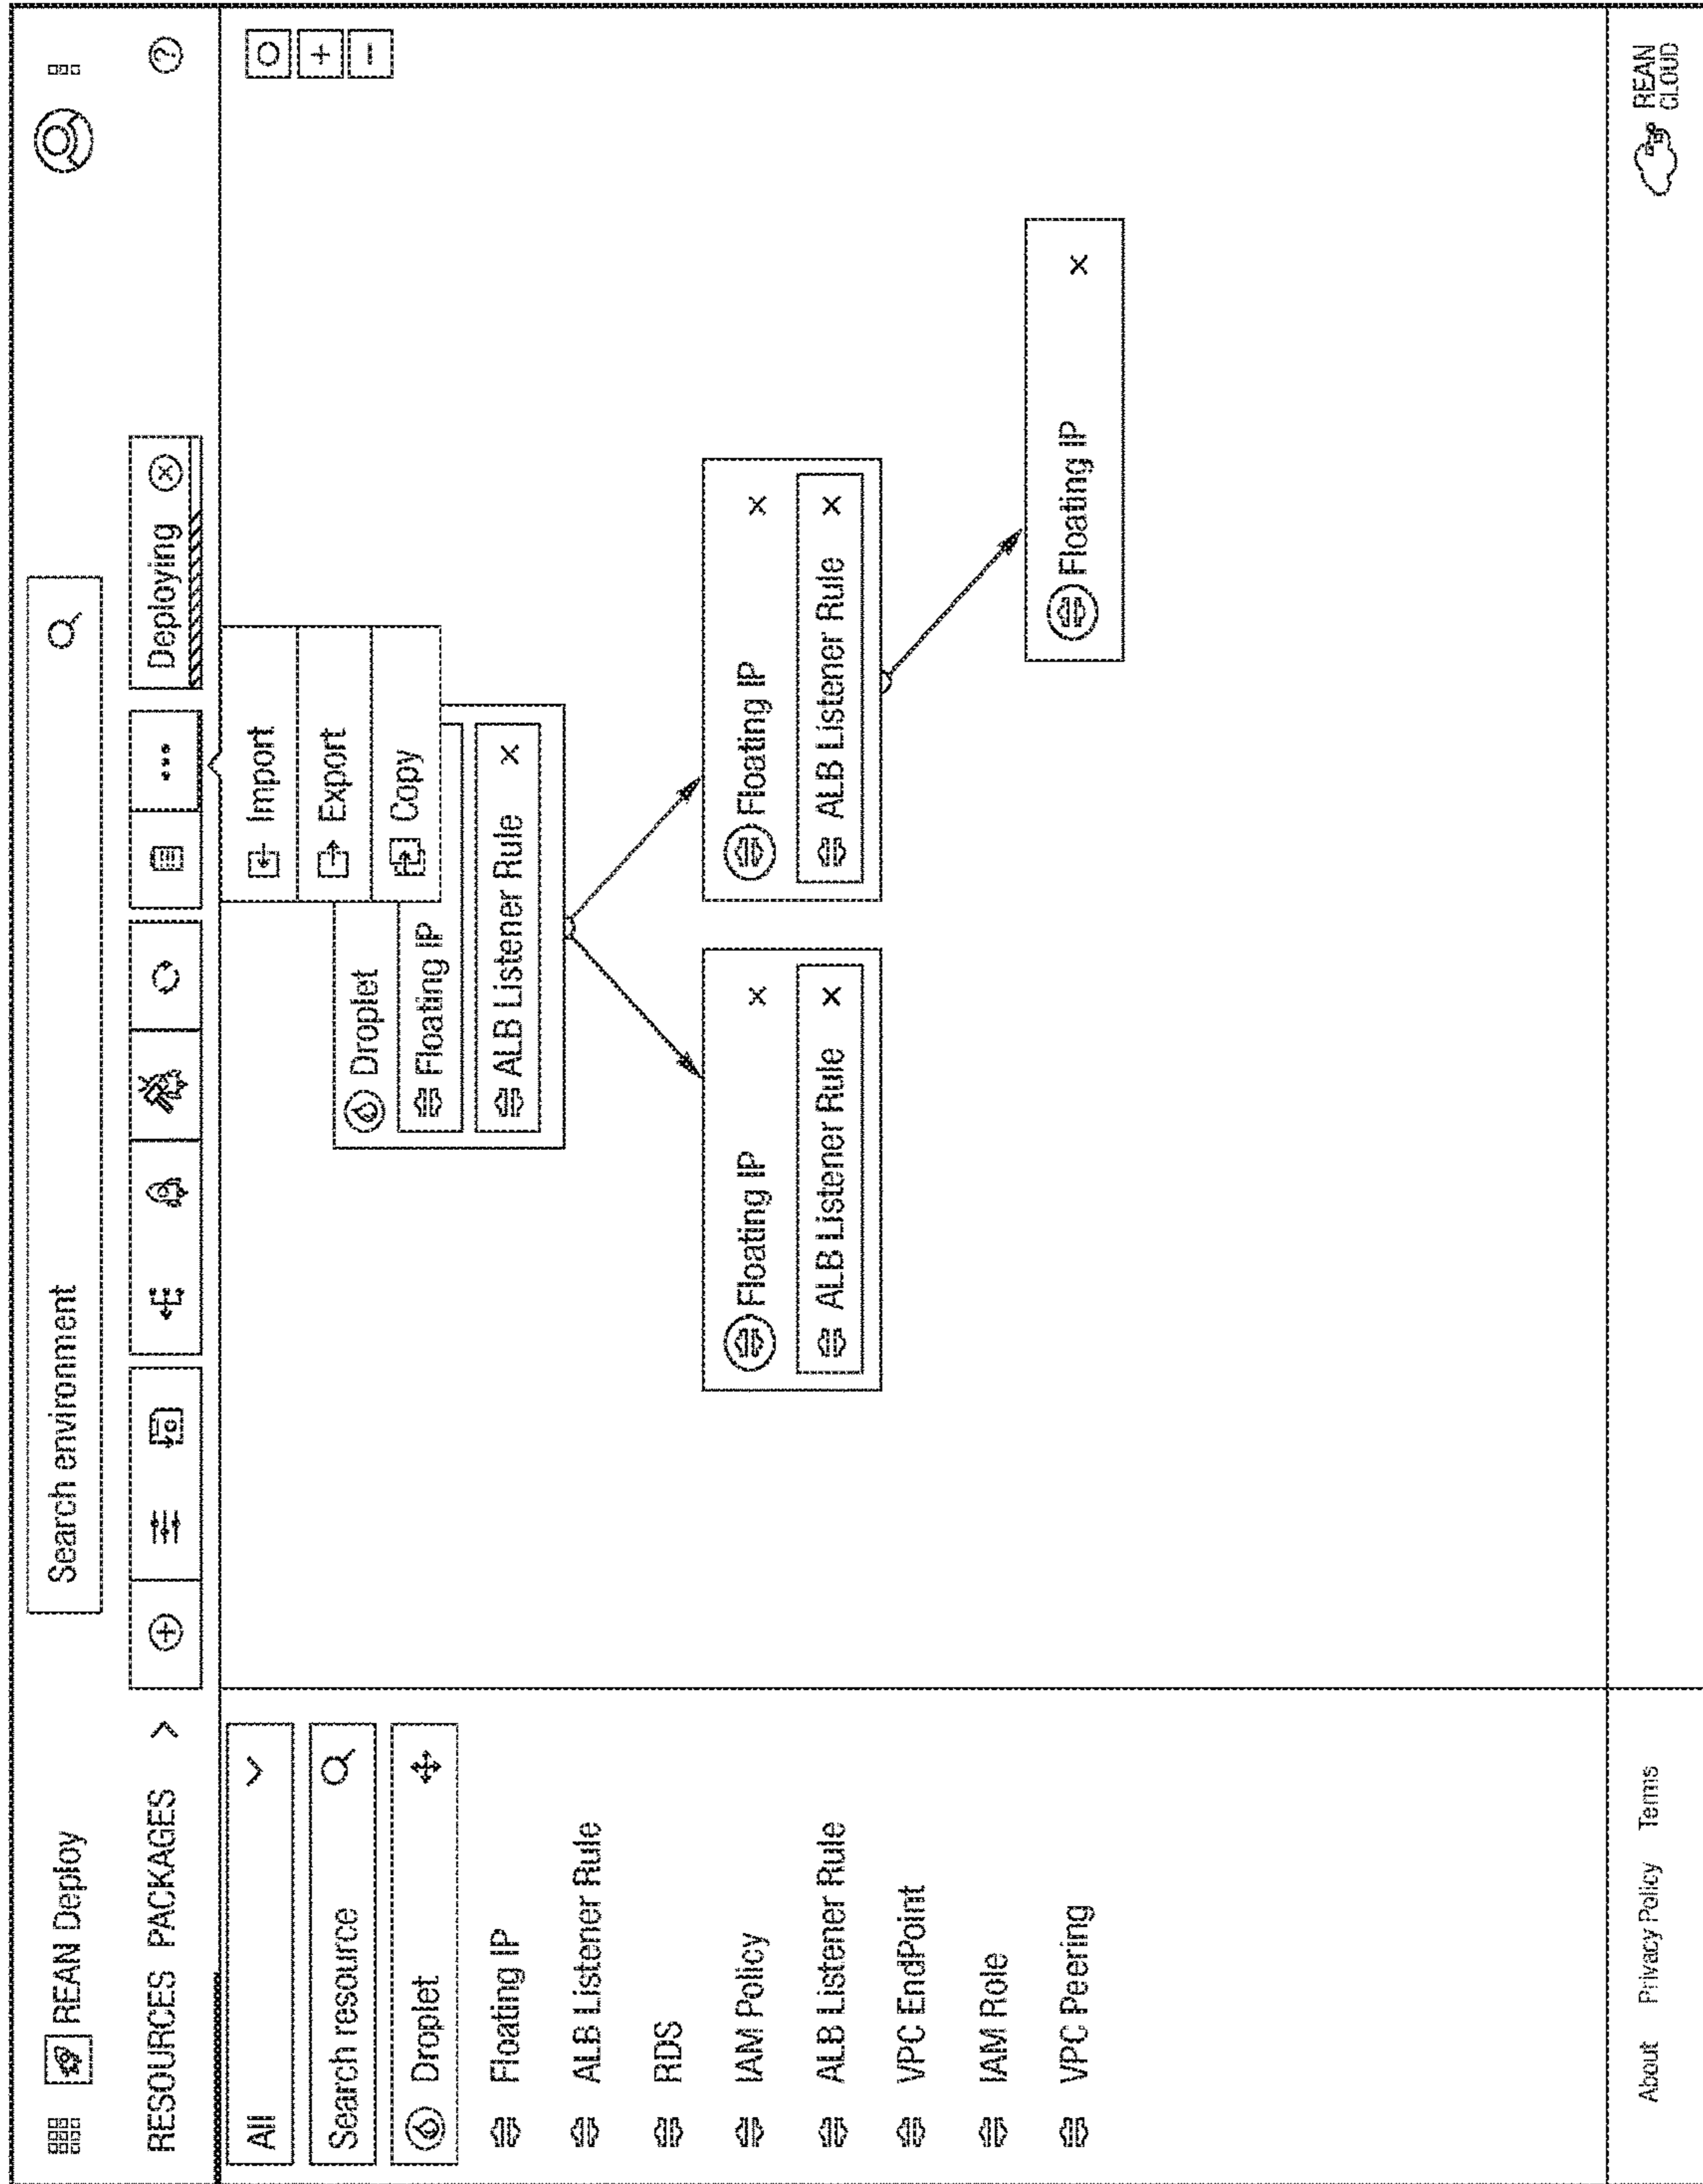 REAN Deploy
Search environment
RESOURCES PACKAGES >
Deploying
?
All
Search resource
Droplet
Floating IP
ALB Listener Rule
RDS
IAM Policy
ALB Listener Rule
VPC EndPoint
IAM Role
VPC Peering
Import
Export
Copy
Droplet
Floating IP
ALB Listener Rule X
Floating IP X
ALB Listener Rule X
Floating IP X
ALB Listener Rule X
Floating IP X
About Privacy Policy Terms
REAN
CLOUD